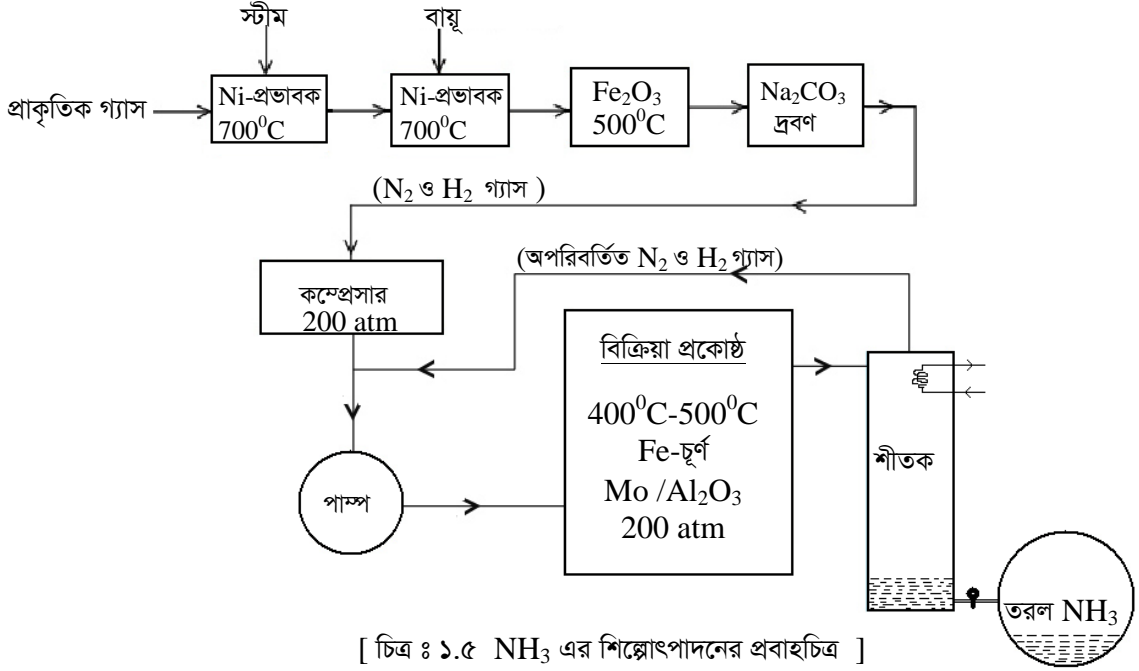 স্টীম
বায়ূ
প্রাকৃতিক গ্যাস
Ni-প্রভাবক
700⁰C
Ni-প্রভাবক
700⁰C
Fe₂O₃
500⁰C
Na₂CO₃
দ্রবণ
(N₂ ও H₂ গ্যাস )
(অপরিবর্তিত N₂ ও H₂ গ্যাস)
কম্প্রেসার
200 atm
বিক্রিয়া প্রকোষ্ঠ
400⁰C-500⁰C
Fe-চূর্ণ
Mo /Al₂O₃
200 atm
শীতক
পাম্প
তরল NH₃
[ চিত্র ঃ ১.৫ NH₃ এর শিল্পোৎপাদনের প্রবাহচিত্র ]